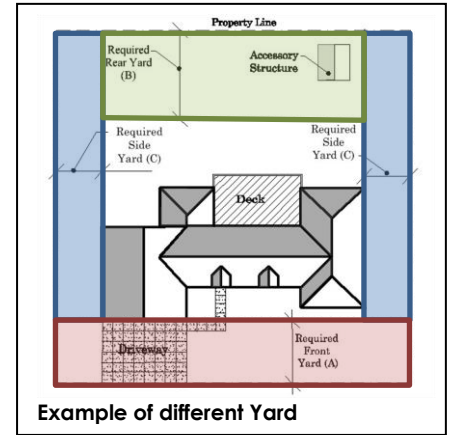 Property Line
Required
Rear Yard
(B)
Accessory
Structure
Required
Side
Yard (C)
Required
Side
Yard (C)
Deck
Driveway
Required
Front
Yard (A)
Example of different Yard